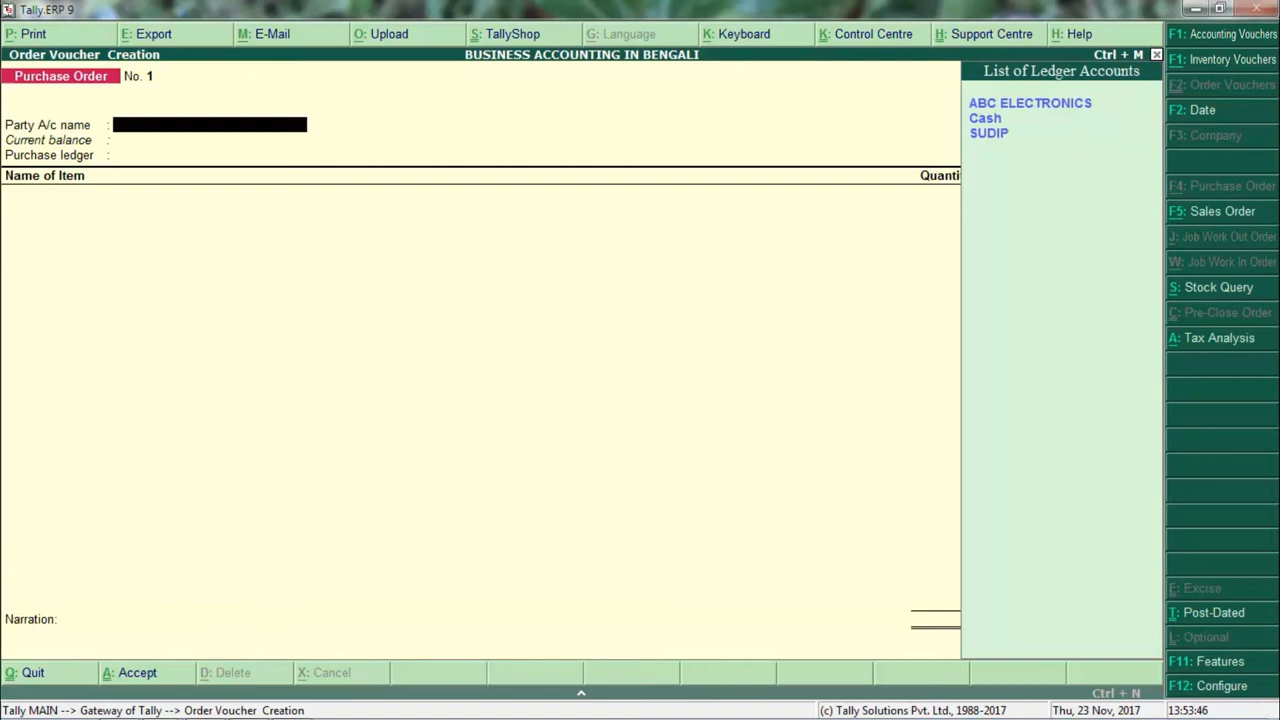 Tally.ERP 9
P: Print
E: Export
M: E-Mail
O: Upload
S: TallyShop
G: Language
K: Keyboard
K: Control Centre
H: Support Centre
H: Help
Order Voucher Creation
BUSINESS ACCOUNTING IN BENGALI
Ctrl + M
Purchase Order No. 1
Party A/c name :
Current balance :
Purchase ledger :
Name of Item
Quanti
Narration:
List of Ledger Accounts
ABC ELECTRONICS
Cash
SUDIP
F1: Accounting Vouchers
F1: Inventory Vouchers
F2: Order Vouchers
F2: Date
F3: Company
F4: Purchase Order
F5: Sales Order
J: Job Work Out Order
W: Job Work In Order
S: Stock Query
C: Pre-Close Order
A: Tax Analysis
E: Excise
T: Post-Dated
L: Optional
F11: Features
F12: Configure
Q: Quit
A: Accept
D: Delete
X: Cancel
Ctrl + N
Tally MAIN --> Gateway of Tally --> Order Voucher Creation
(c) Tally Solutions Pvt. Ltd., 1988-2017
Thu, 23 Nov, 2017
13:53:46